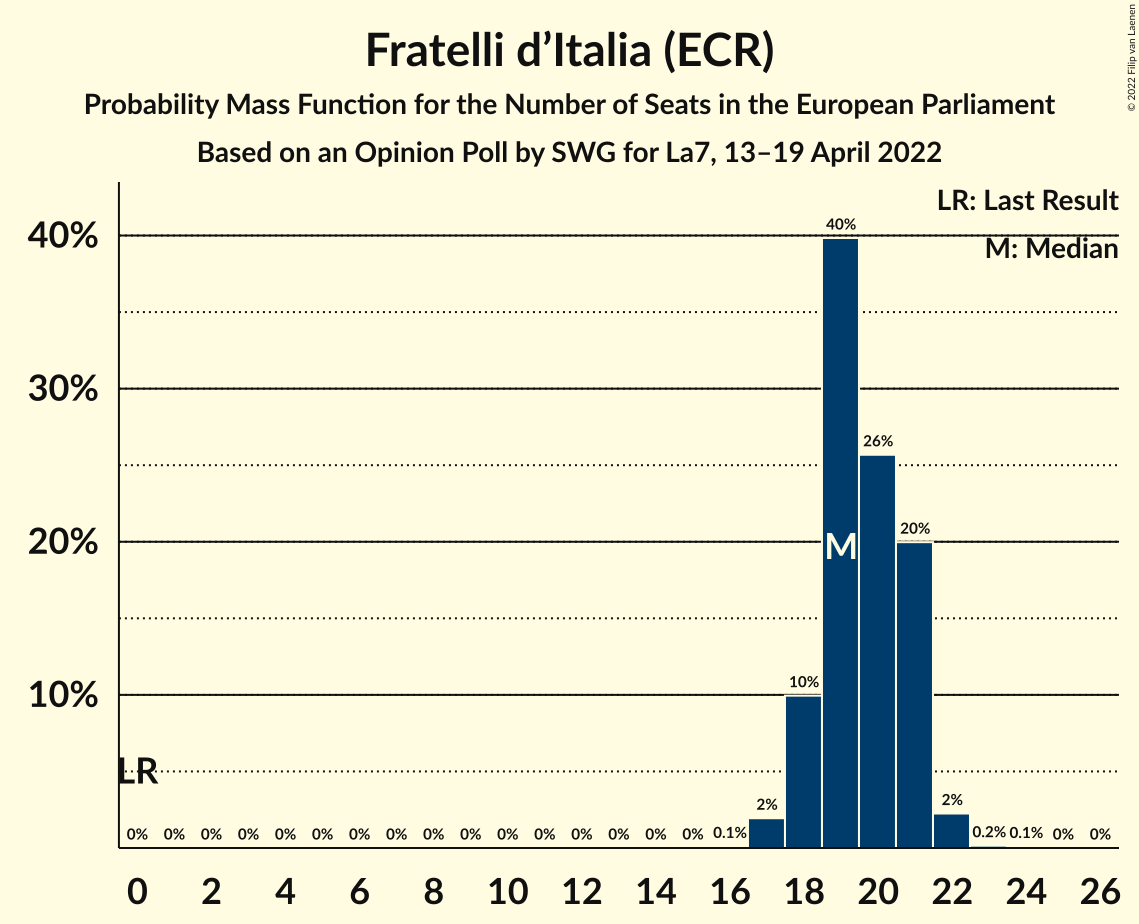 Fratelli d’Italia (ECR)
Probability Mass Function for the Number of Seats in the European Parliament
Based on an Opinion Poll by SWG for La7, 13–19 April 2022
© 2022 Filip van Laenen
LR: Last Result
M: Median
40%
30%
20%
10%
40%
26%
20%
10%
M
LR
0% 0% 0% 0% 0% 0% 0% 0% 0% 0% 0% 0% 0% 0% 0% 0% 0.1% 2% 2% 0.2% 0.1% 0% 0%
0 2 4 6 8 10 12 14 16 18 20 22 24 26